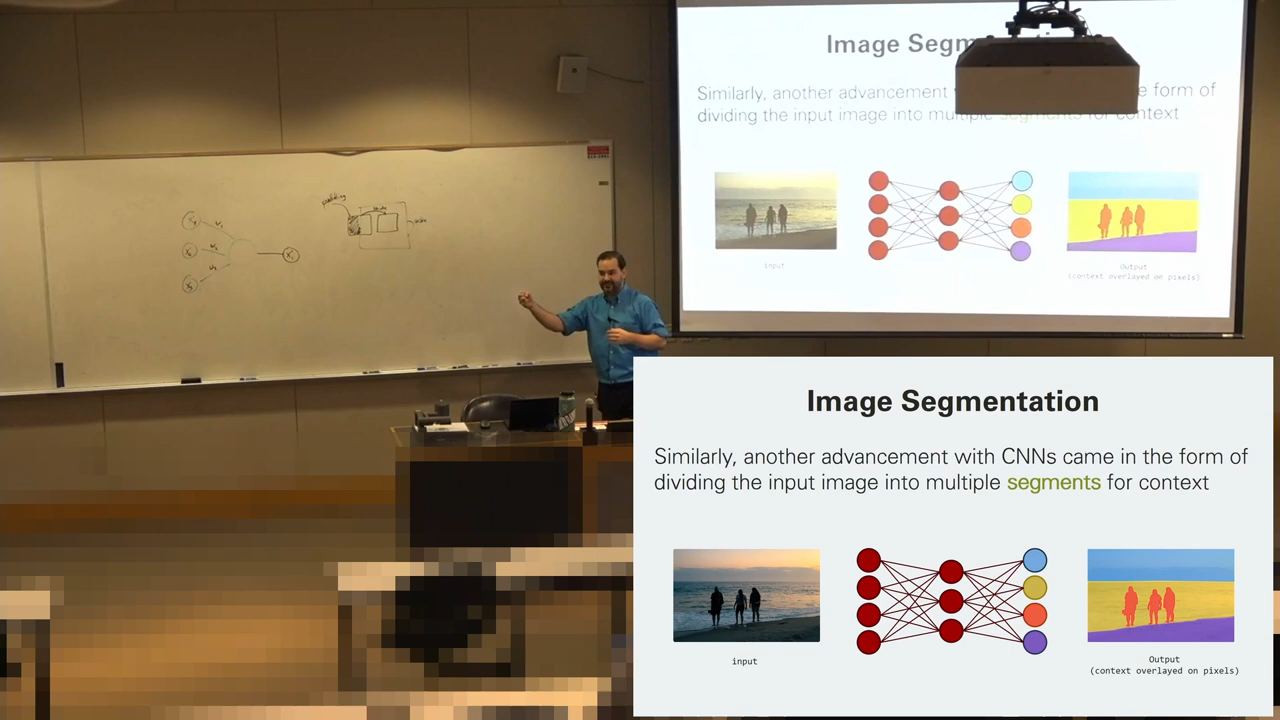 padding
Image Segm
Similarly, another advancement
e form of
dividing the input image into multiple segments for context
input
Output
(context overlayed on pixels)
Image Segmentation
Similarly, another advancement with CNNs came in the form of
dividing the input image into multiple segments for context
input
Output
(context overlayed on pixels)